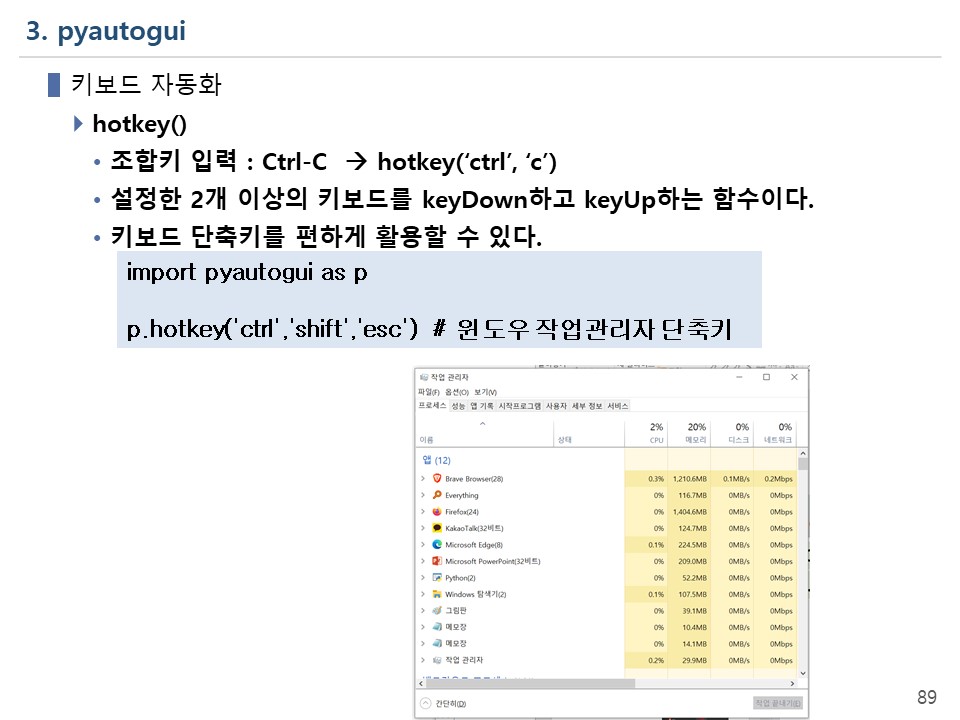 3. pyautogui
키보드 자동화
hotkey()
• 조합키 입력 : Ctrl-C → hotkey(‘ctrl’, ‘c’)
• 설정한 2개 이상의 키보드를 keyDown하고 keyUp하는 함수이다.
• 키보드 단축키를 편하게 활용할 수 있다.
import pyautogui as p
p.hotkey('ctrl','shift','esc') # 윈도우 작업관리자 단축키
작업 관리자
파일(F) 옵션(O) 보기(V)
프로세스 성능 앱 기록 시작프로그램 사용자 세부 정보 서비스
2% 20% 0% 0%
이름 상태 CPU 메모리 디스크 네트워크
앱 (12)
Brave Browser(28) 0.3% 1,210.6MB 0.1MB/s 0.2Mbps
Everything 0% 116.7MB 0MB/s 0Mbps
Firefox(24) 0% 1,404.6MB 0MB/s 0Mbps
KakaoTalk(32비트) 0% 124.7MB 0MB/s 0Mbps
Microsoft Edge(8) 0.1% 224.5MB 0MB/s 0Mbps
Microsoft PowerPoint(32비트) 0% 209.0MB 0MB/s 0Mbps
Python(2) 0% 52.2MB 0MB/s 0Mbps
Windows 탐색기(2) 0.1% 107.5MB 0MB/s 0Mbps
그림판 0% 39.1MB 0MB/s 0Mbps
메모장 0% 10.4MB 0MB/s 0Mbps
메모장 0% 14.1MB 0MB/s 0Mbps
작업 관리자 0.2% 29.9MB 0MB/s 0Mbps
간단히(D) 작업 끝내기(E)
89